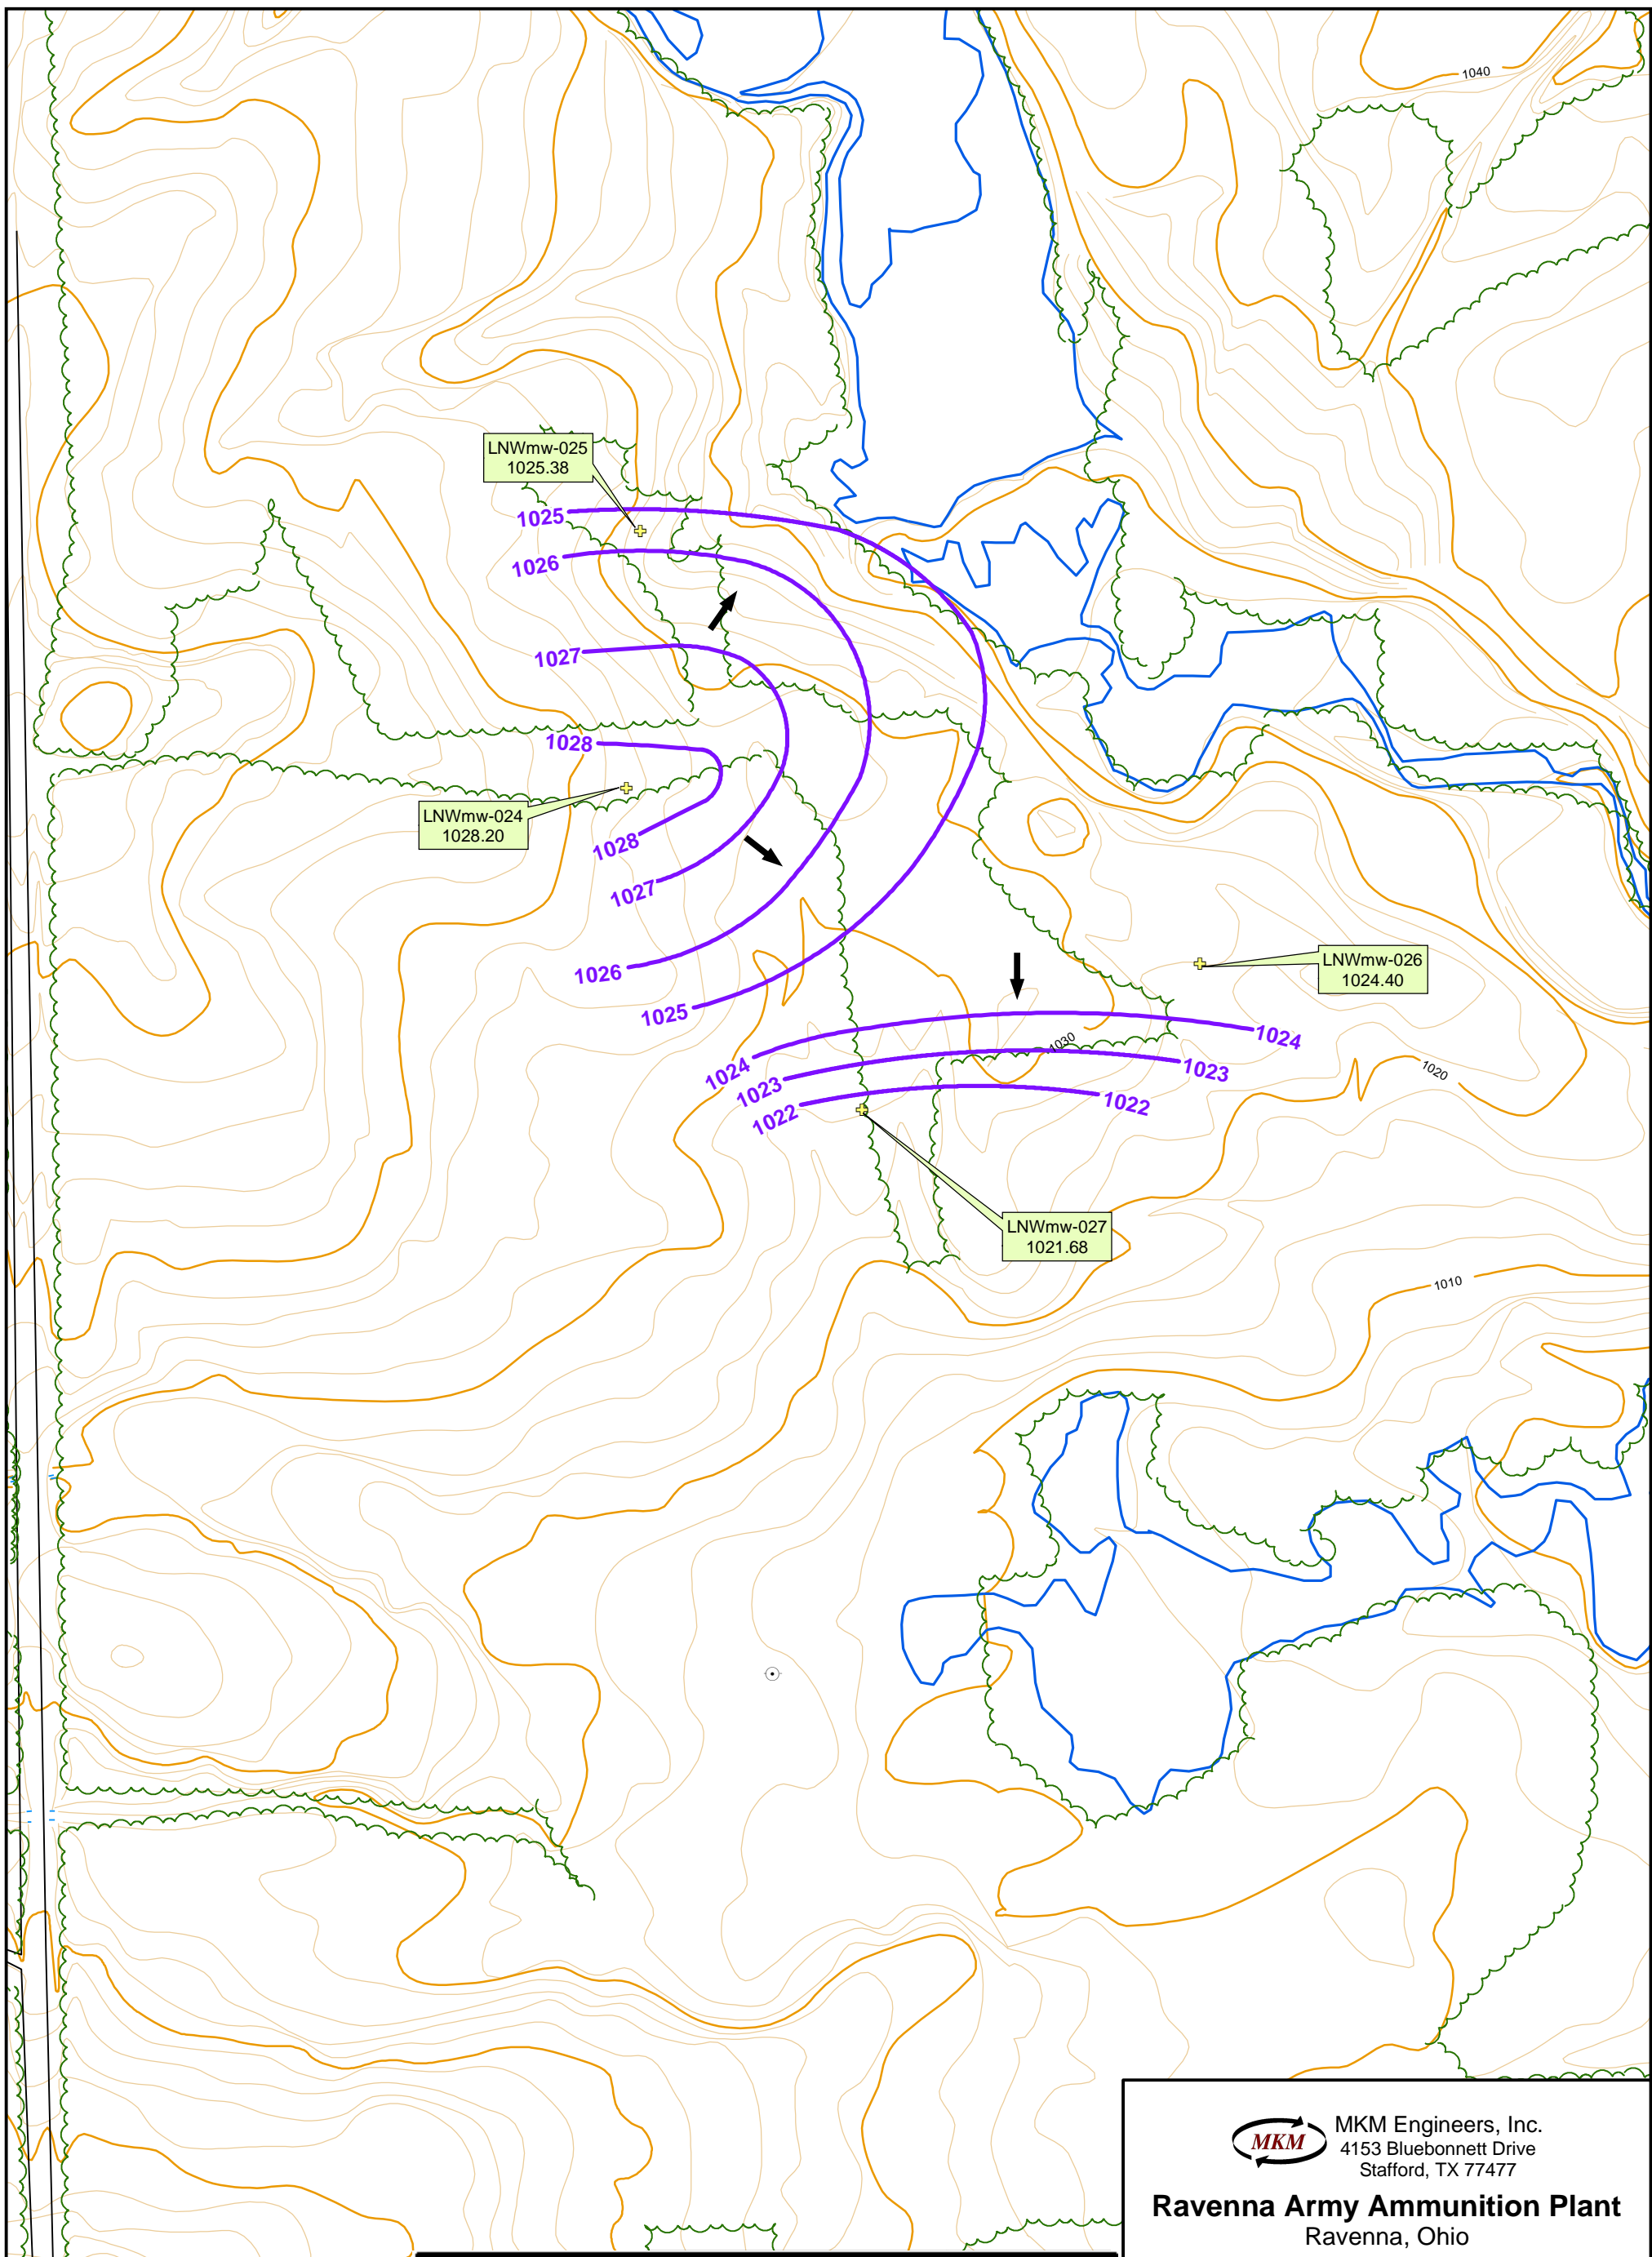 1040
LNWmw-025
1025.38
1025
1026
1027
1028
LNWmw-024
1028.20
1028
1027
1026
1025
LNWmw-026
1024.40
1024
1030
1023
1020
1024
1023
1022
1022
LNWmw-027
1021.68
1010
MKM
MKM Engineers, Inc.
4153 Bluebonnett Drive
Stafford, TX 77477
Ravenna Army Ammunition Plant
Ravenna, Ohio